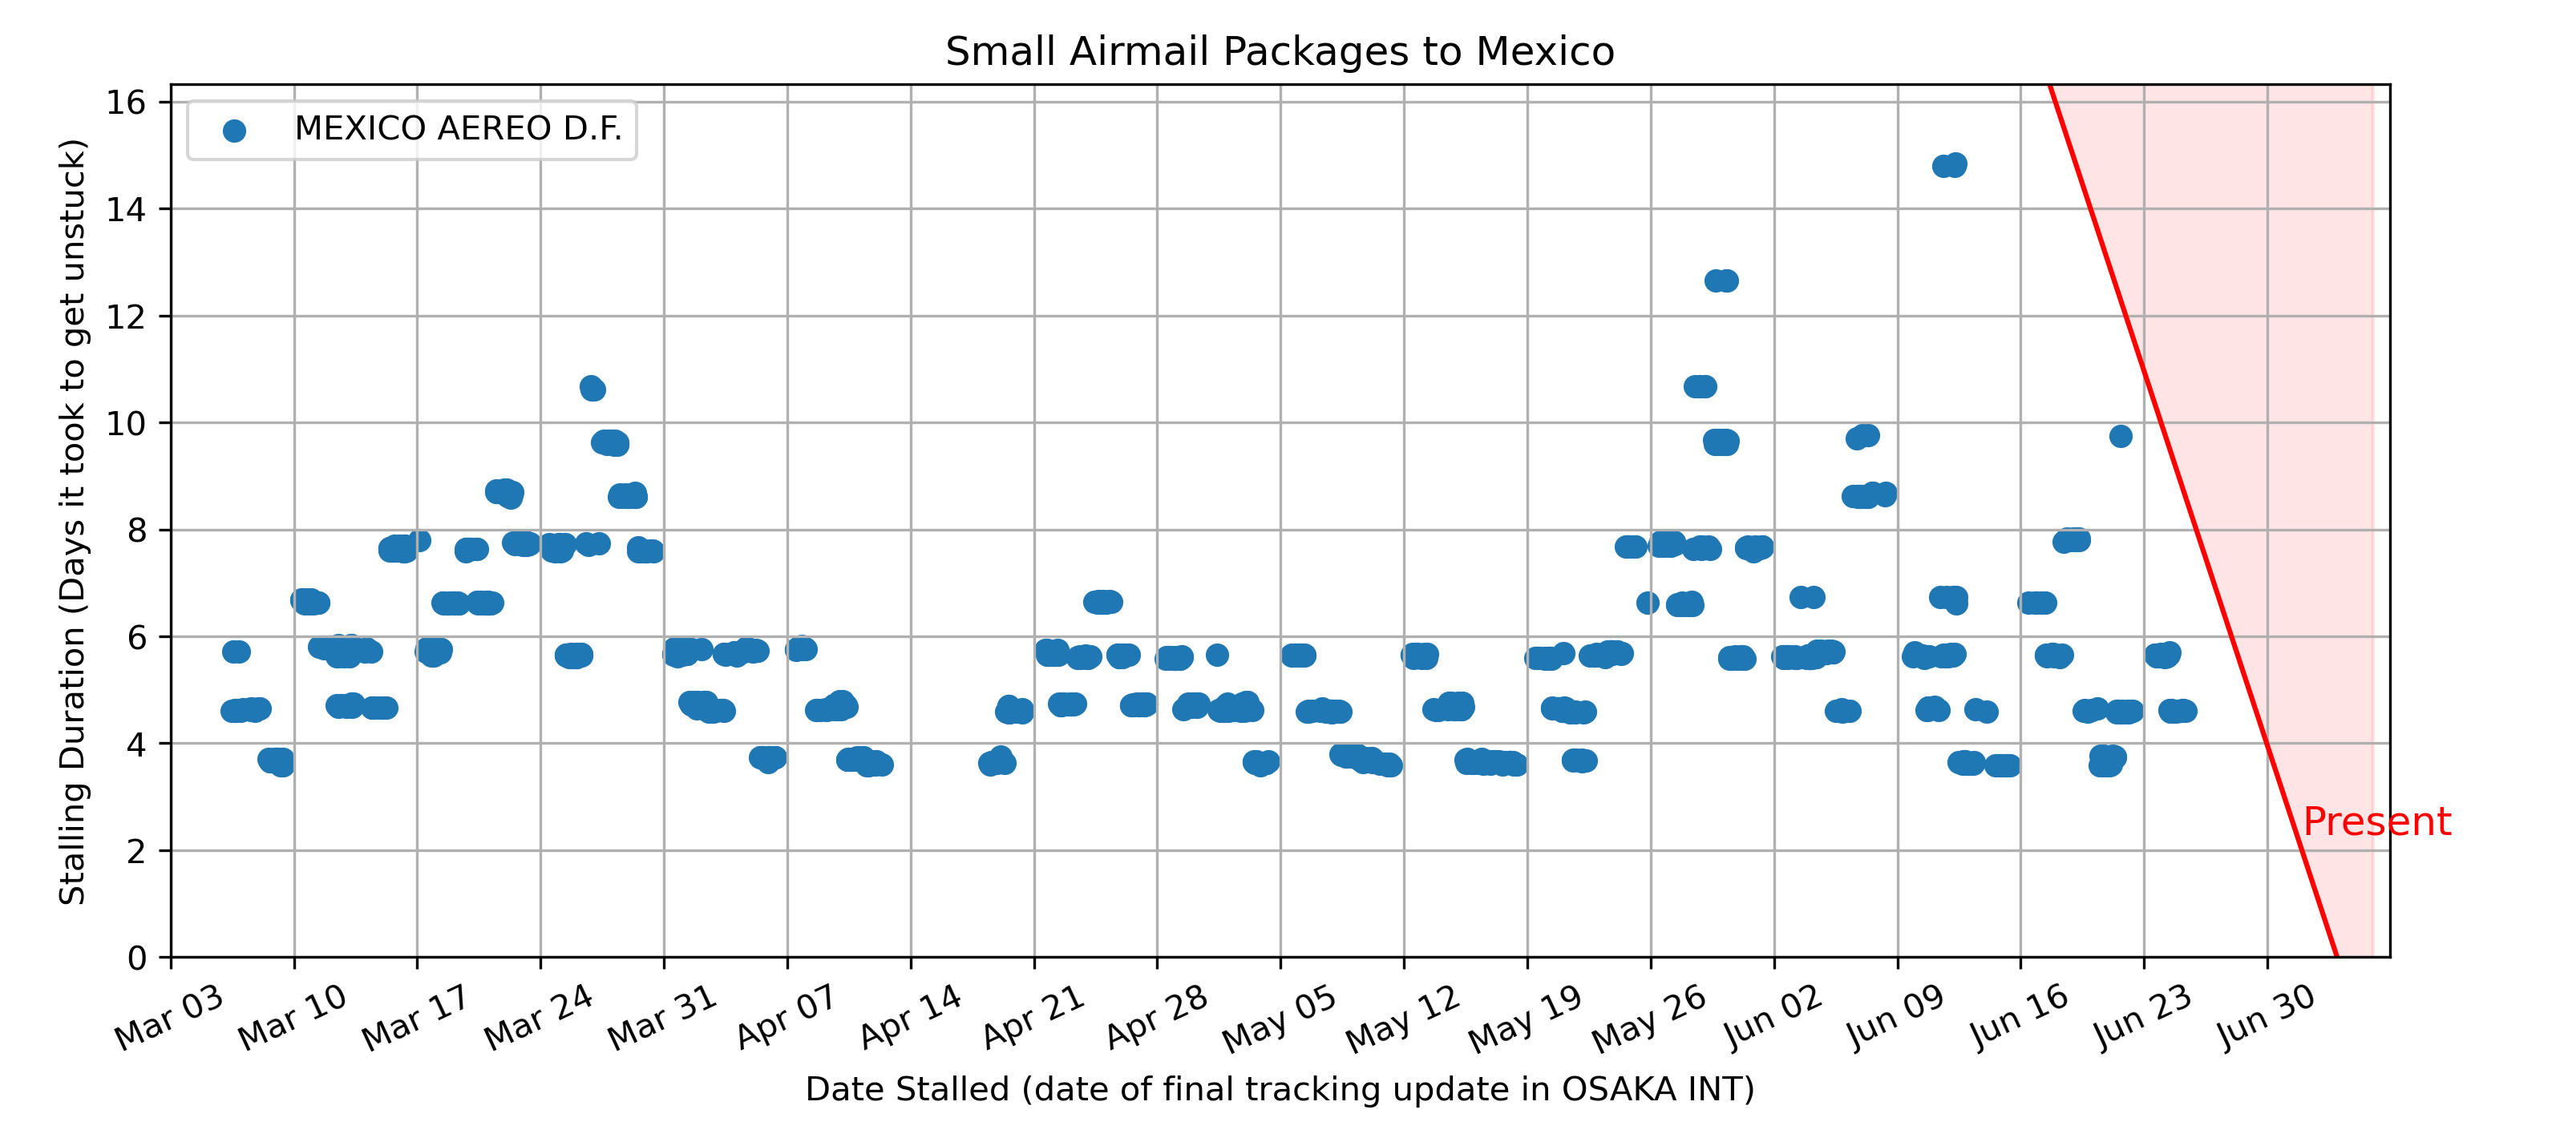 Small Airmail Packages to Mexico
MEXICO AEREO D.F.
Stalling Duration (Days it took to get unstuck)
16
14
12
10
8
6
4
2
0
Present
Mar 03
Mar 10
Mar 17
Mar 24
Mar 31
Apr 07
Apr 14
Apr 21
Apr 28
May 05
May 12
May 19
May 26
Jun 02
Jun 09
Jun 16
Jun 23
Jun 30
Date Stalled (date of final tracking update in OSAKA INT)